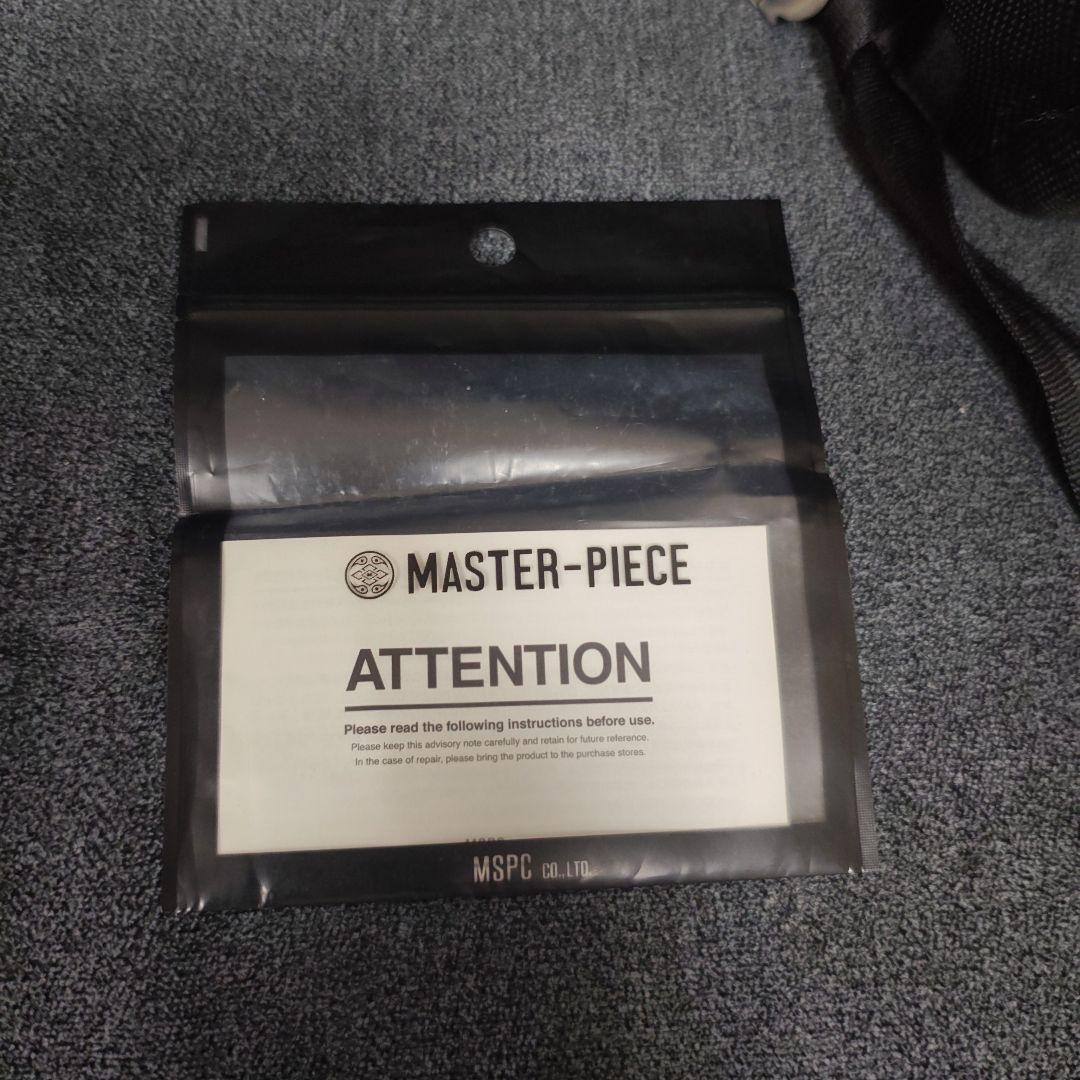 MASTER-PIECE
ATTENTION
Please read the following instructions before use.
Please keep this advisory note carefully and retain for future reference.
In the case of repair, please bring the product to the purchase stores.
MSPC CO.,LTD.